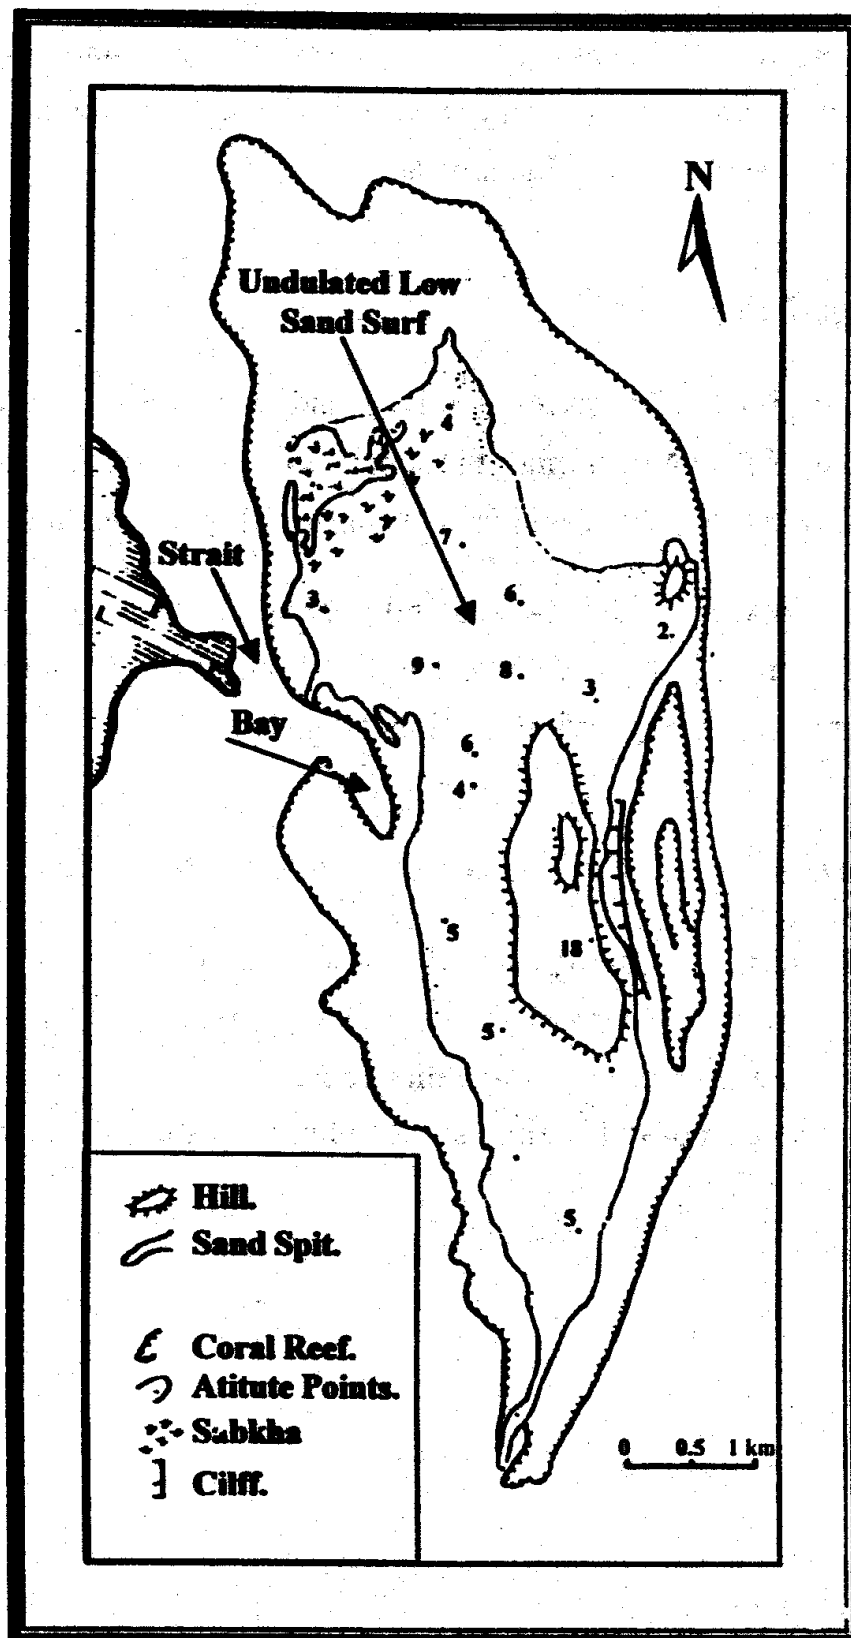 N
Undulated Low
Sand Surf
4
7
Strait
3
6
2
9
8
3
Bay
6
4
5
18
5
5
Hill.
Sand Spit.
Coral Reef.
Atitute Points.
Sabkha
Cilff.
0 0.5 1 km